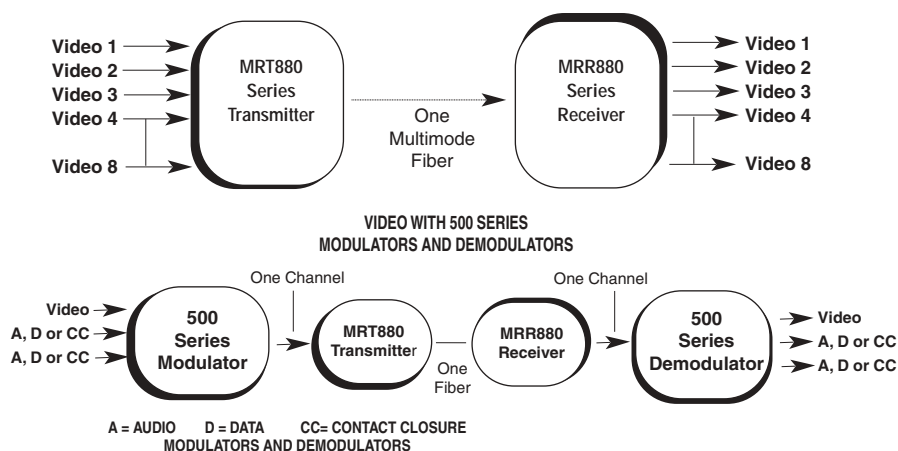 Video 1
Video 2
Video 3
Video 4
Video 8
MRT880
Series
Transmitter
One
Multimode
Fiber
MRR880
Series
Receiver
Video 1
Video 2
Video 3
Video 4
Video 8
VIDEO WITH 500 SERIES
MODULATORS AND DEMODULATORS
Video
A, D or CC
A, D or CC
500
Series
Modulator
One Channel
MRT880
Transmitter
One
Fiber
MRR880
Receiver
One Channel
500
Series
Demodulator
Video
A, D or CC
A, D or CC
A = AUDIO D = DATA CC= CONTACT CLOSURE
MODULATORS AND DEMODULATORS